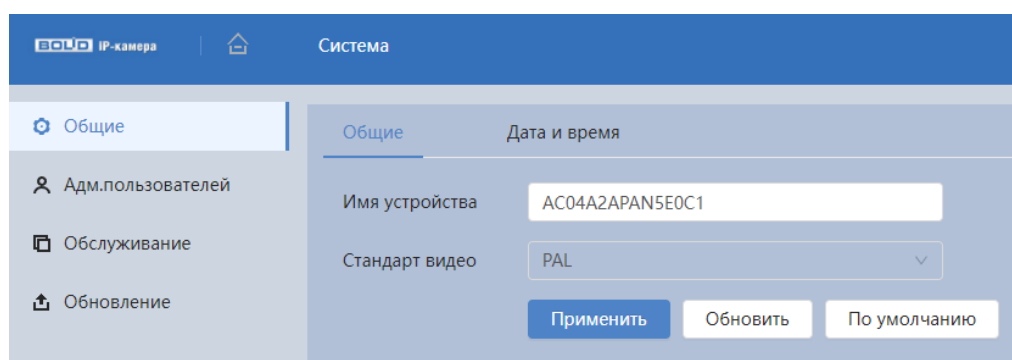 BOLID IP-камера
Система
Общие
Адм.пользователей
Обслуживание
Обновление
Общие Дата и время
Имя устройства AC04A2APAN5E0C1
Стандарт видео PAL
Применить Обновить По умолчанию